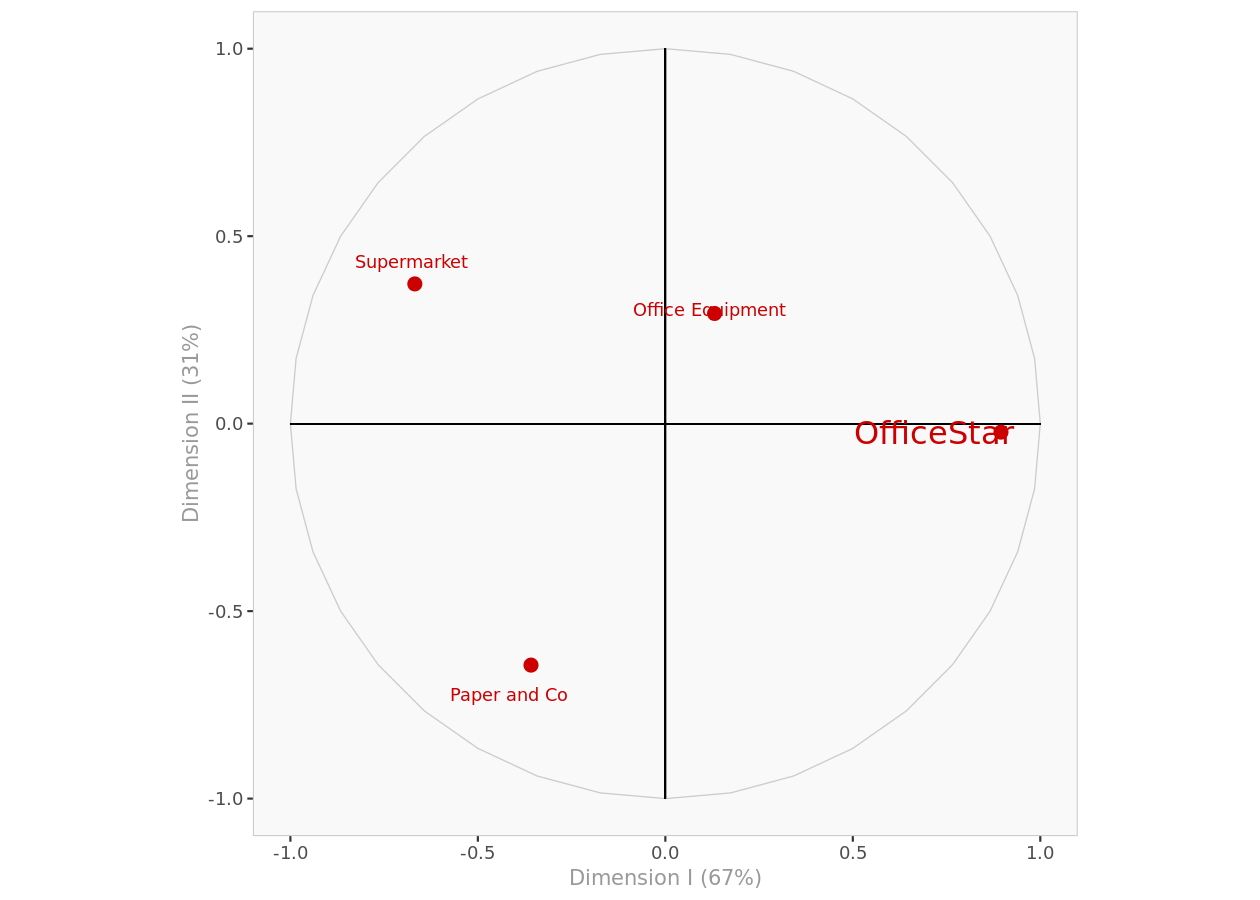 1.0
0.5
0.0
-0.5
-1.0
Dimension II (31%)
Supermarket
Office Equipment
OfficeStar
Paper and Co
-1.0
-0.5
0.0
0.5
1.0
Dimension I (67%)